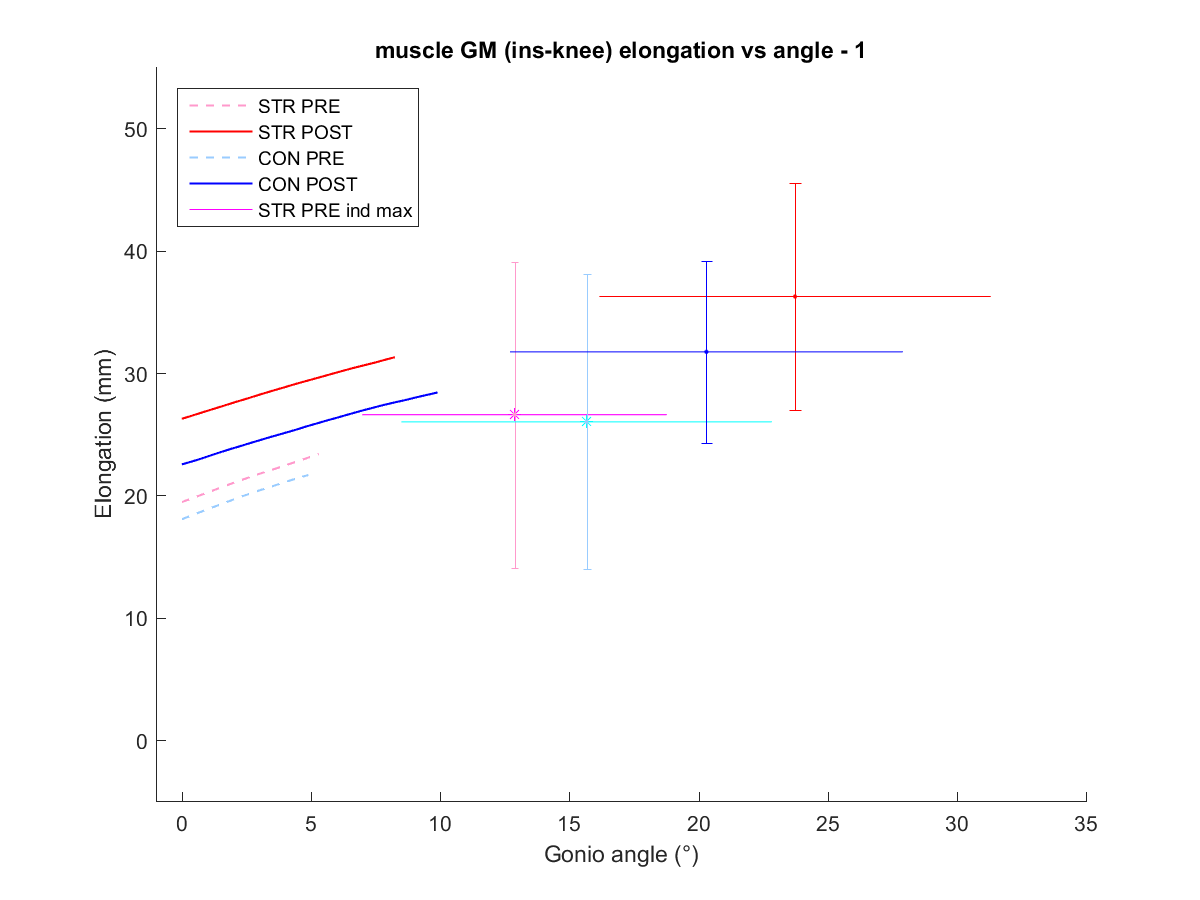 muscle GM (ins-knee) elongation vs angle - 1
STR PRE
STR POST
CON PRE
CON POST
STR PRE ind max
50
40
30
20
10
0
Elongation (mm)
0 5 10 15 20 25 30 35
Gonio angle (°)